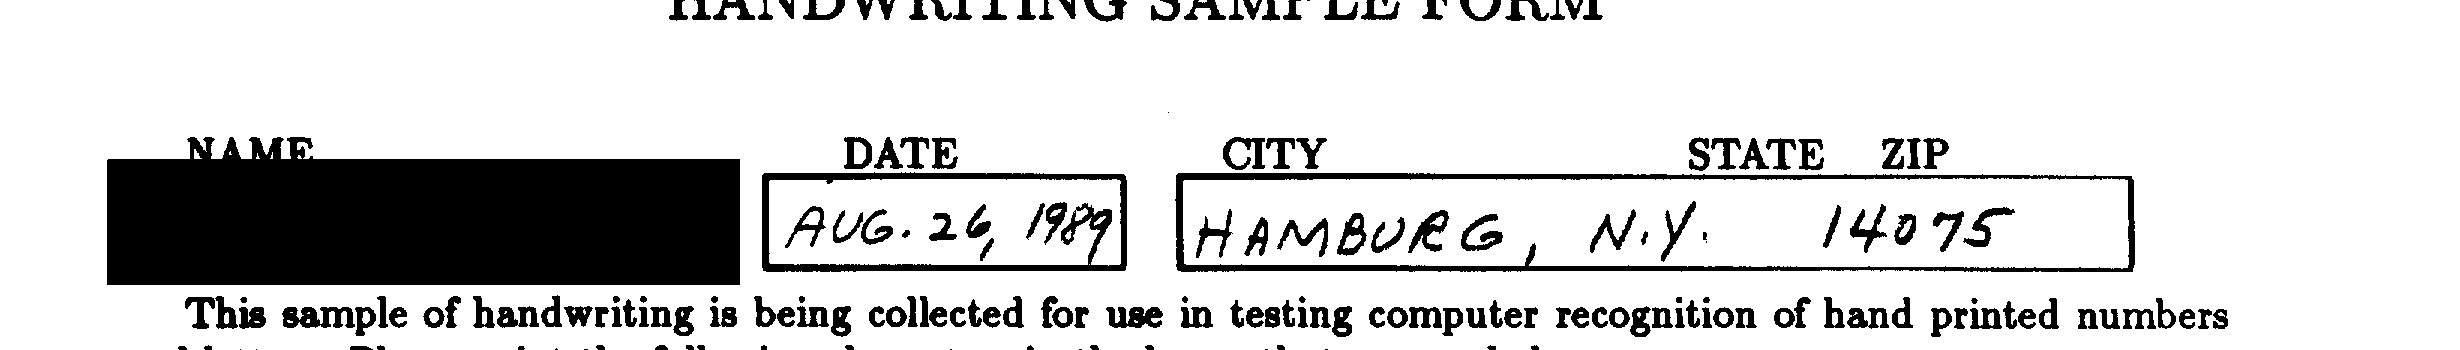 HANDWRITING SAMPLE FORM
NAME DATE CITY STATE ZIP
AUG. 26, 1989 HAMBURG, N.Y. 14075
This sample of handwriting is being collected for use in testing computer recognition of hand printed numbers